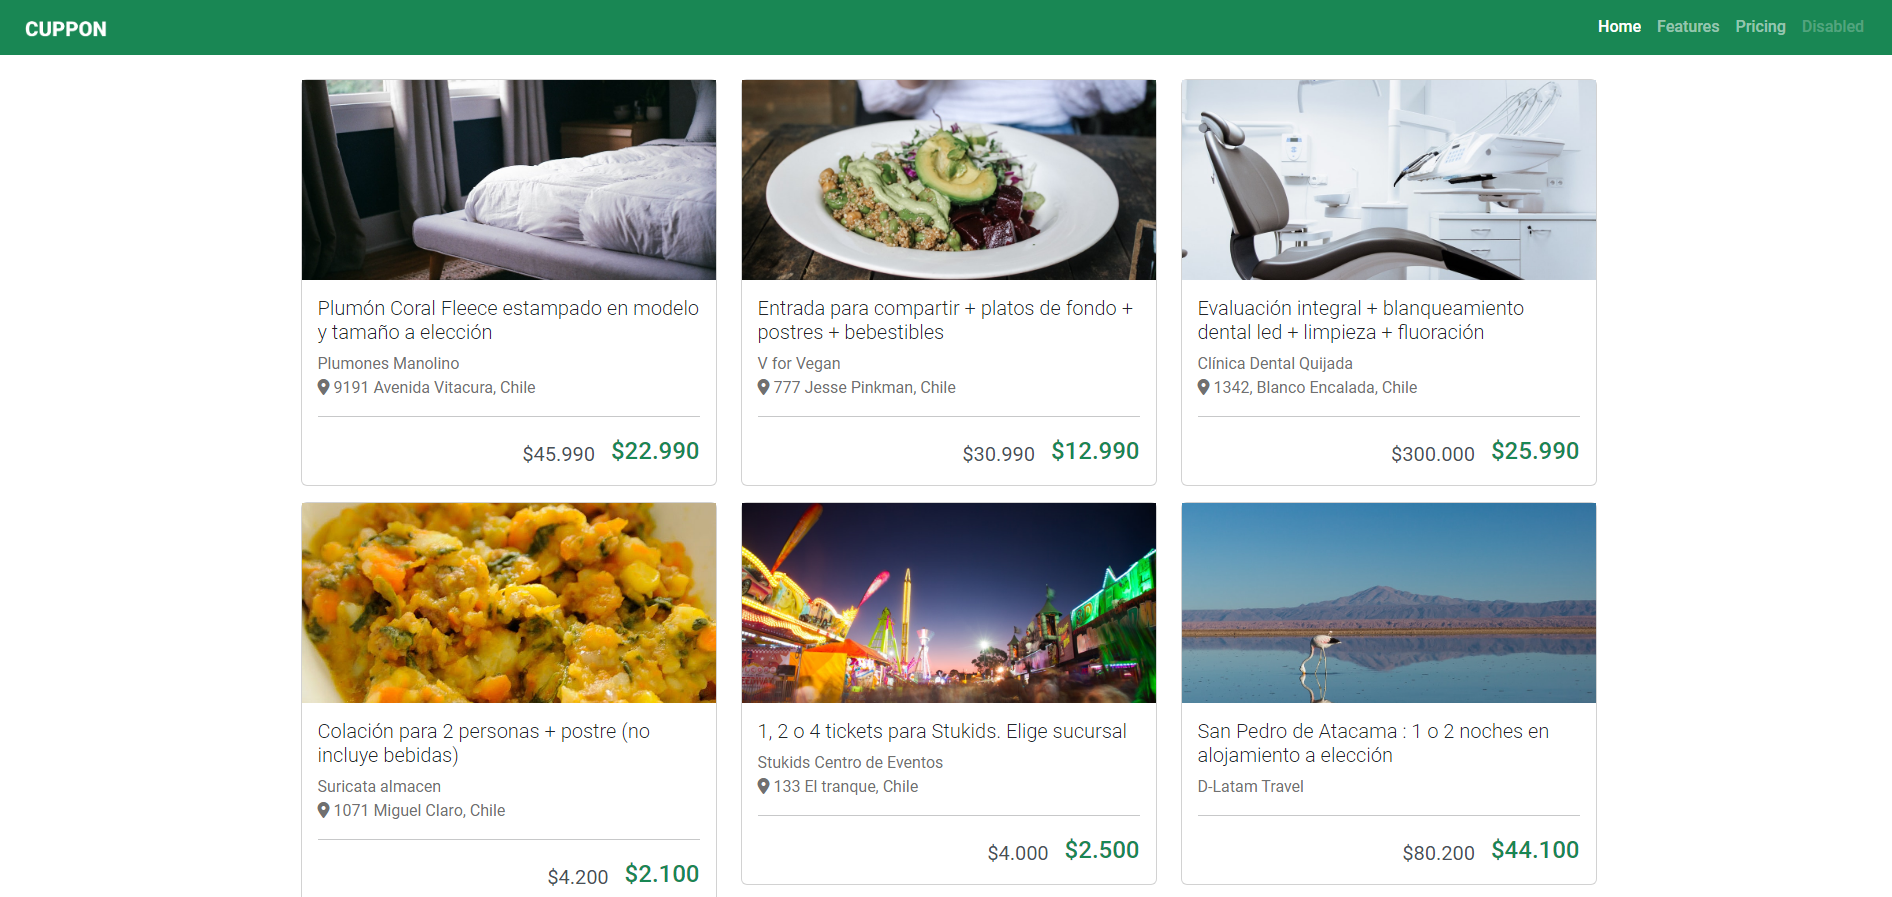 CUPPON
Home Features Pricing Disabled
Plumón Coral Fleece estampado en modelo
y tamaño a elección
Plumones Manolino
9191 Avenida Vitacura, Chile
$45.990 $22.990
Entrada para compartir + platos de fondo +
postres + bebestibles
V for Vegan
777 Jesse Pinkman, Chile
$30.990 $12.990
Evaluación integral + blanqueamiento
dental led + limpieza + fluoración
Clínica Dental Quijada
1342, Blanco Encalada, Chile
$300.000 $25.990
Colación para 2 personas + postre (no
incluye bebidas)
Suricata almacen
1071 Miguel Claro, Chile
$4.200 $2.100
1, 2 o 4 tickets para Stukids. Elige sucursal
Stukids Centro de Eventos
133 El tranque, Chile
$4.000 $2.500
San Pedro de Atacama : 1 o 2 noches en
alojamiento a elección
D-Latam Travel
$80.200 $44.100